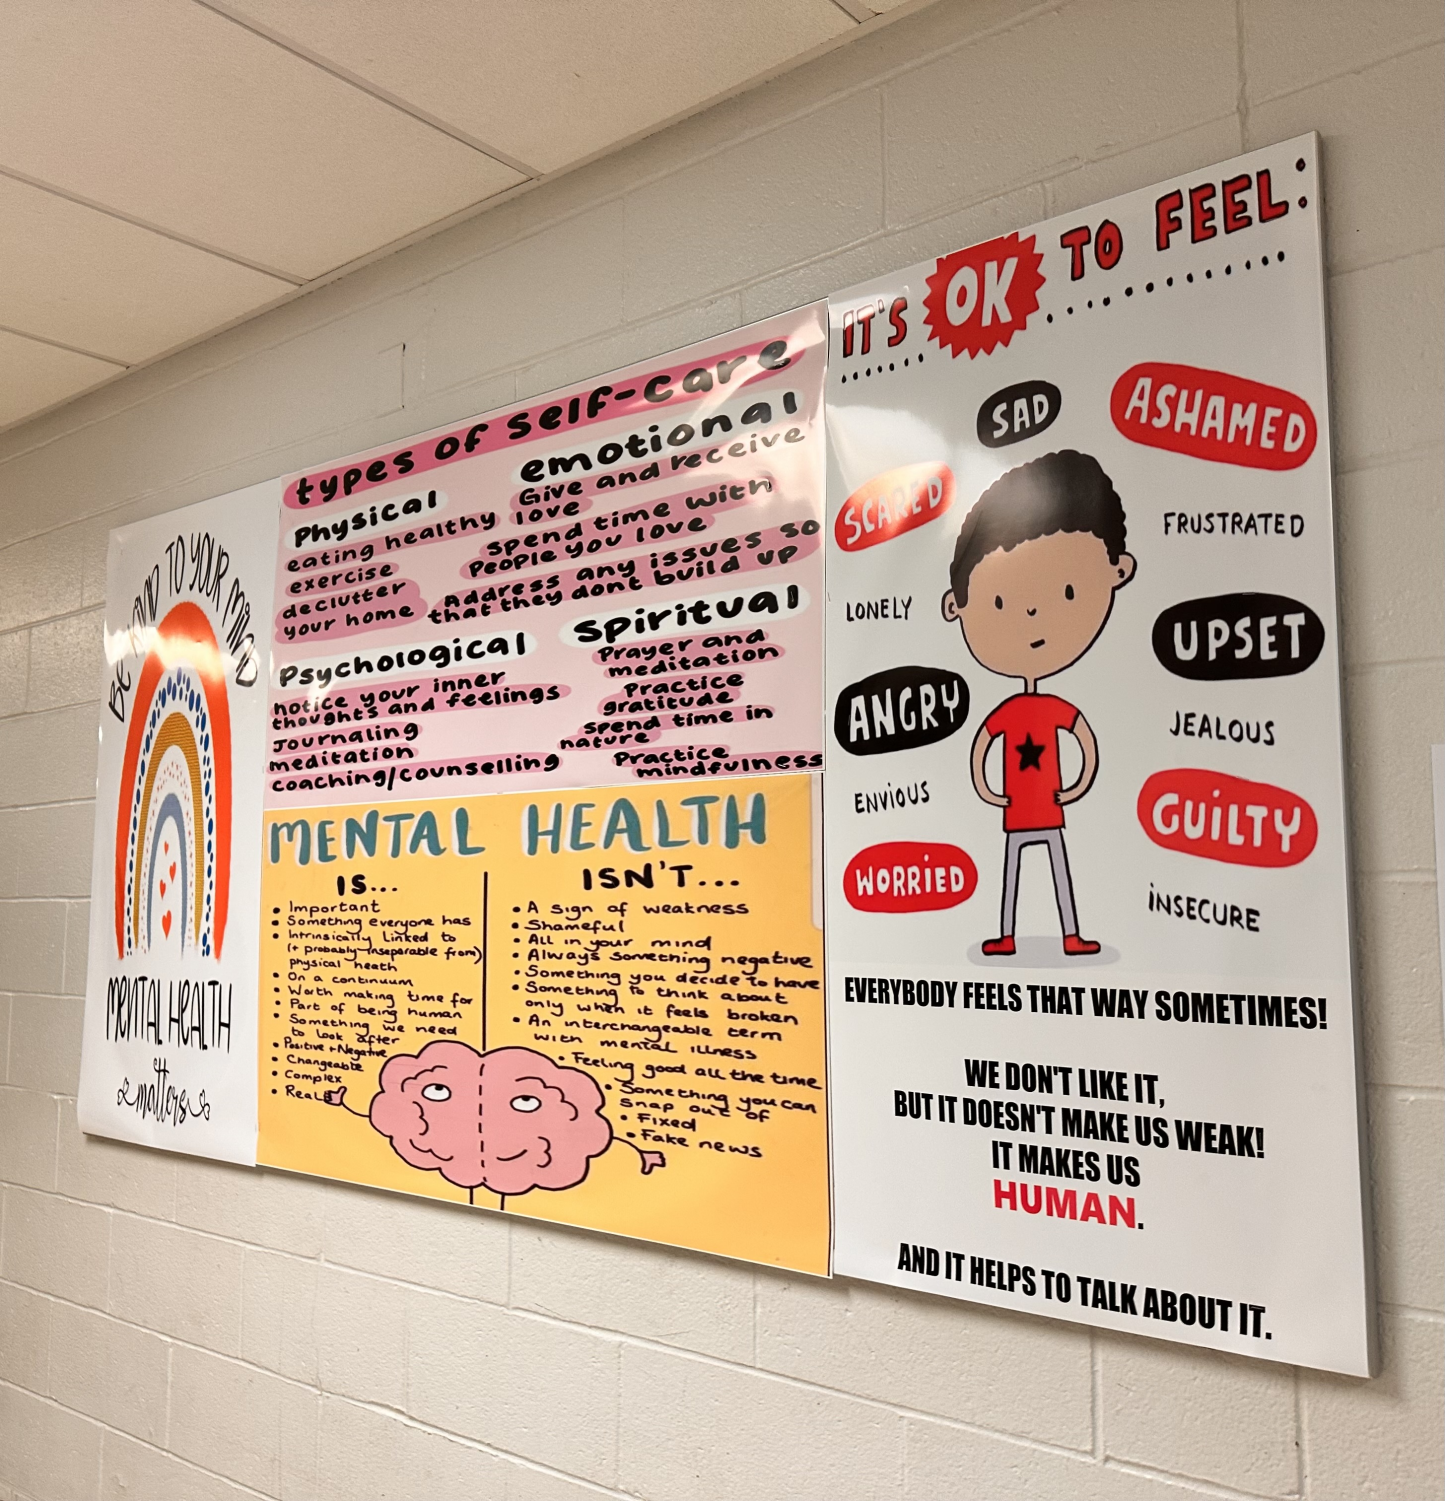 BE KIND TO YOUR MIND
MENTAL HEALTH
matters
types of self-care
Physical
eating healthy
exercise
declutter
your home
emotional
Give and receive
love
spend time with
People you love
Address any issues so
that they dont build up
Psychological
notice your inner
thoughts and feelings
Journaling
meditation
coaching/counselling
Spiritual
Prayer and
meditation
Practice
gratitude
spend time in
nature
Practice
mindfulness
MENTAL HEALTH
IS...
• Important
• Something everyone has
• Intrinsically Linked to
(+ probably inseparable from)
physical heath
• On a continuum
• Worth making time for
• Part of being human
• Something we need
to look after
• Positive + Negative
• Changeable
• Complex
• Real
ISN'T...
• A sign of weakness
• Shameful
• All in your mind
• Always something negative
• Something you decide to have
• Something to think about
only when it feels broken
• An interchangeable term
with mental illness
• Feeling good all the time
• Something you can
snap out of
• Fixed
• Fake news
IT'S OK TO FEEL:
SAD
ASHAMED
SCARED
FRUSTRATED
LONELY
UPSET
ANGRY
JEALOUS
ENVIOUS
GUiLTY
WORRiED
iNSECURE
EVERYBODY FEELS THAT WAY SOMETIMES!
WE DON'T LIKE IT,
BUT IT DOESN'T MAKE US WEAK!
IT MAKES US
HUMAN.
AND IT HELPS TO TALK ABOUT IT.